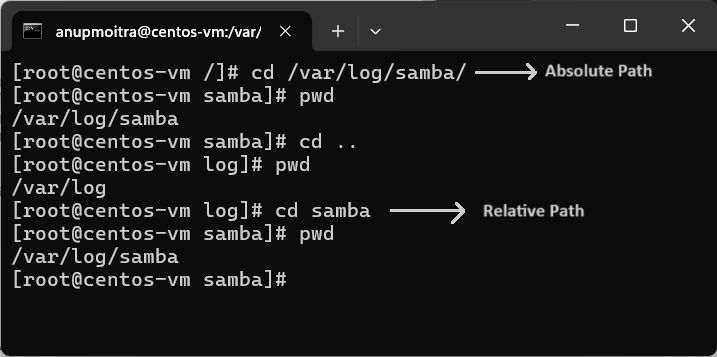 anupmoitra@centos-vm:/var/
[root@centos-vm /]# cd /var/log/samba/ Absolute Path
[root@centos-vm samba]# pwd
/var/log/samba
[root@centos-vm samba]# cd ..
[root@centos-vm log]# pwd
/var/log
[root@centos-vm log]# cd samba Relative Path
[root@centos-vm samba]# pwd
/var/log/samba
[root@centos-vm samba]#